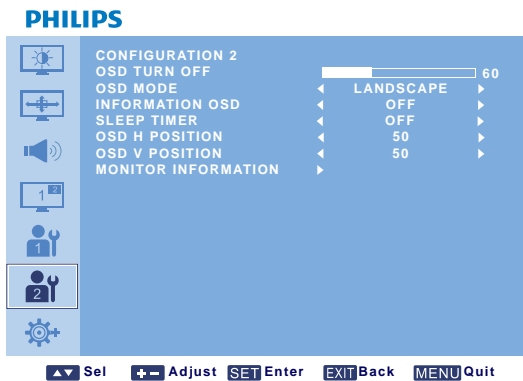 PHILIPS
CONFIGURATION 2
OSD TURN OFF 60
OSD MODE LANDSCAPE
INFORMATION OSD OFF
SLEEP TIMER OFF
OSD H POSITION 50
OSD V POSITION 50
MONITOR INFORMATION
1 2
1
2
Sel Adjust SET Enter EXIT Back MENU Quit